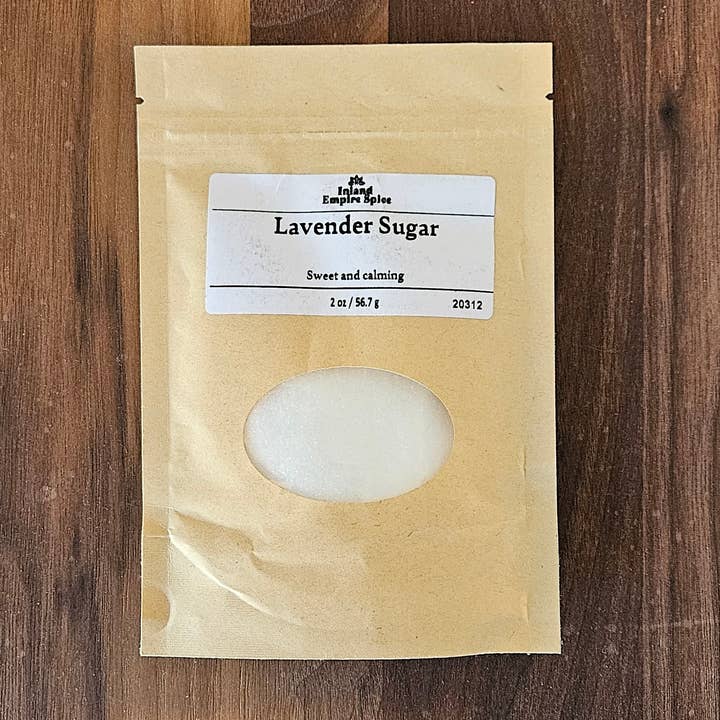 Inland
Empire Spice
Lavender Sugar
Sweet and calming
2 oz / 56.7 g
20312